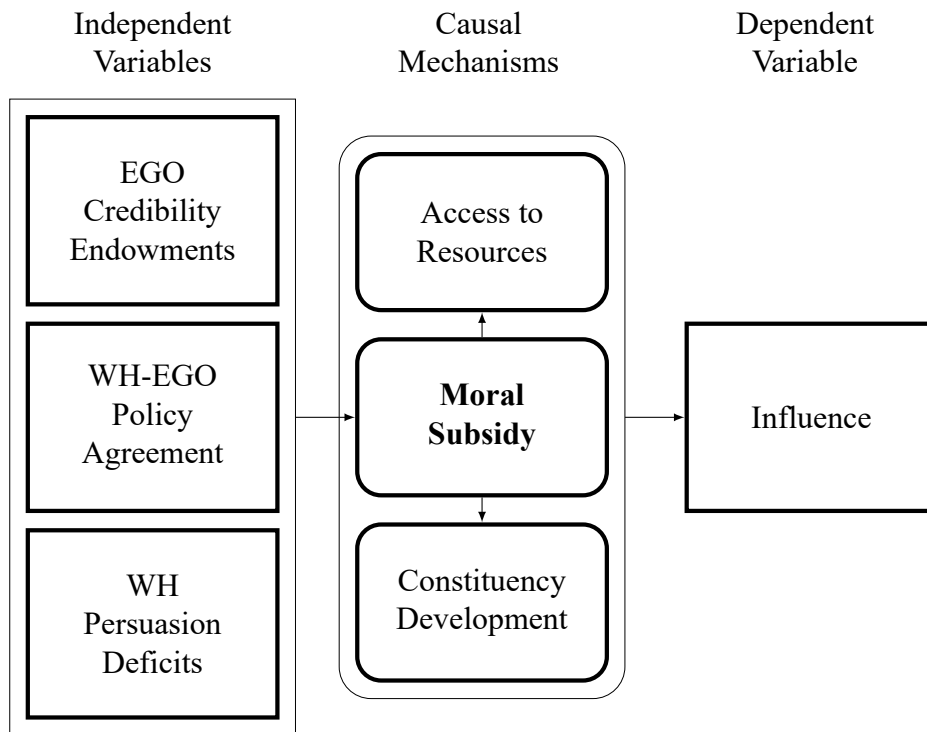 Independent
Variables
Causal
Mechanisms
Dependent
Variable
EGO
Credibility
Endowments
WH-EGO
Policy
Agreement
WH
Persuasion
Deficits
Access to
Resources
Moral
Subsidy
Constituency
Development
Influence